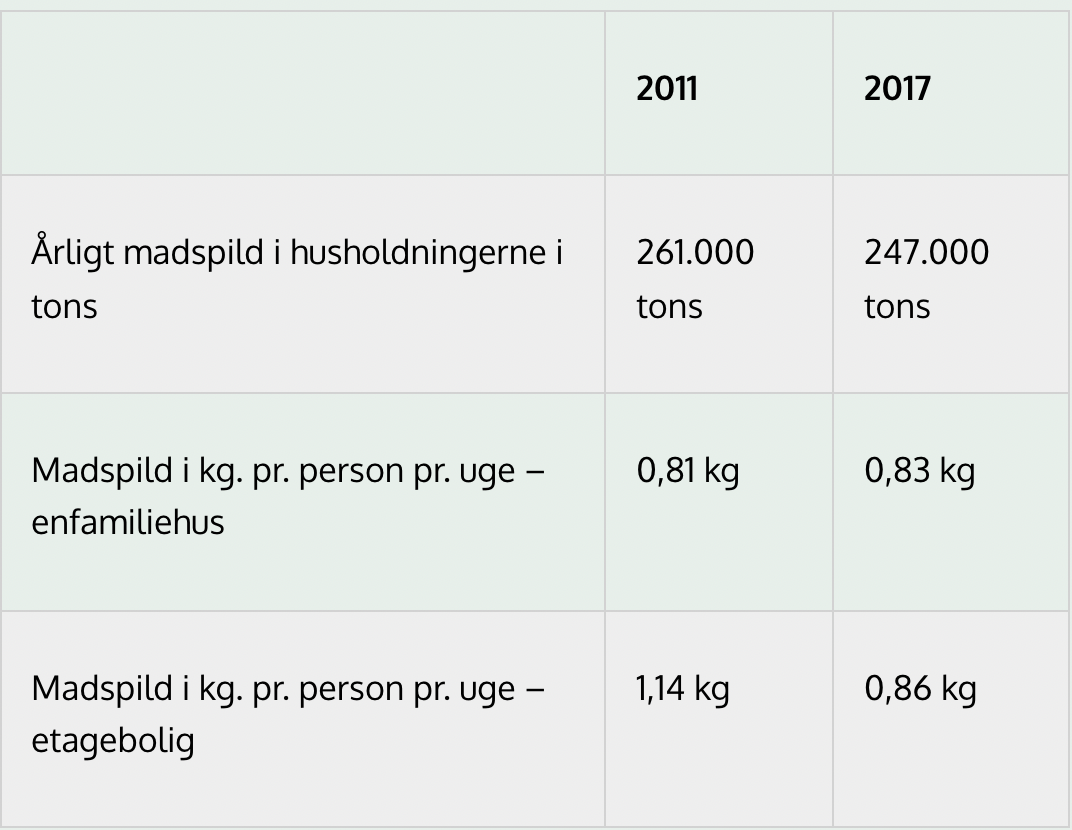 2011 2017
Årligt madspild i husholdningerne i 261.000 247.000
tons tons tons
Madspild i kg. pr. person pr. uge – 0,81 kg 0,83 kg
enfamiliehus
Madspild i kg. pr. person pr. uge – 1,14 kg 0,86 kg
etagebolig